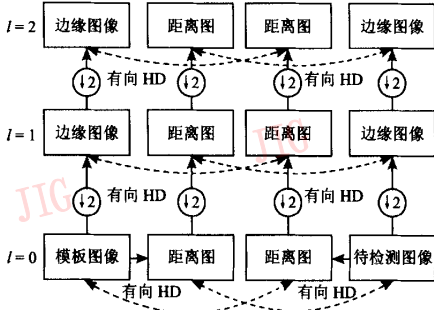 l=2 边缘图像 距离图 距离图 边缘图像
↓2 有向 HD ↓2 ↓2 有向 HD ↓2
l=1 边缘图像 距离图 距离图 边缘图像
↓2 有向 HD ↓2 ↓2 有向 HD ↓2
l=0 模板图像 距离图 距离图 待检测图像
有向 HD 有向 HD
JIG
JIG